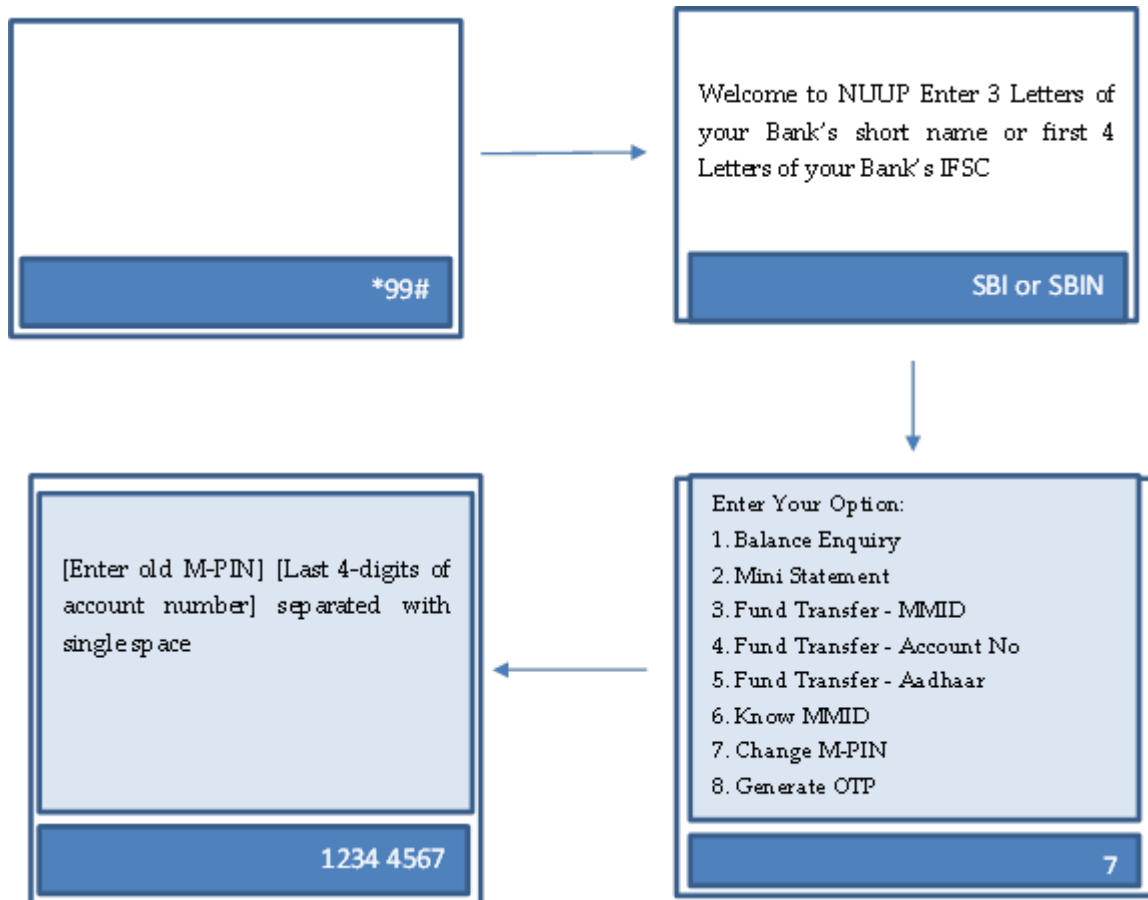 *99#
Welcome to NUUP Enter 3 Letters of
your Bank's short name or first 4
Letters of your Bank's IFSC
SBI or SBIN
Enter Your Option:
1. Balance Enquiry
2. Mini Statement
3. Fund Transfer - MMID
4. Fund Transfer - Account No
5. Fund Transfer - Aadhaar
6. Know MMID
7. Change M-PIN
8. Generate OTP
7
[Enter old M-PIN] [Last 4-digits of
account number] separated with
single space
1234 4567